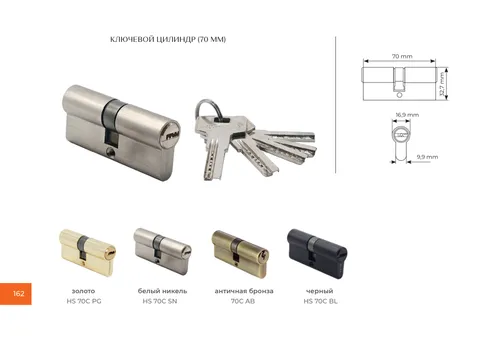 КЛЮЧЕВОЙ ЦИЛИНДР (70 ММ)
70 mm
32,7 mm
16,9 mm
9,9 mm
золото
HS 70C PG
белый никель
HS 70C SN
античная бронза
70C AB
черный
HS 70C BL
162